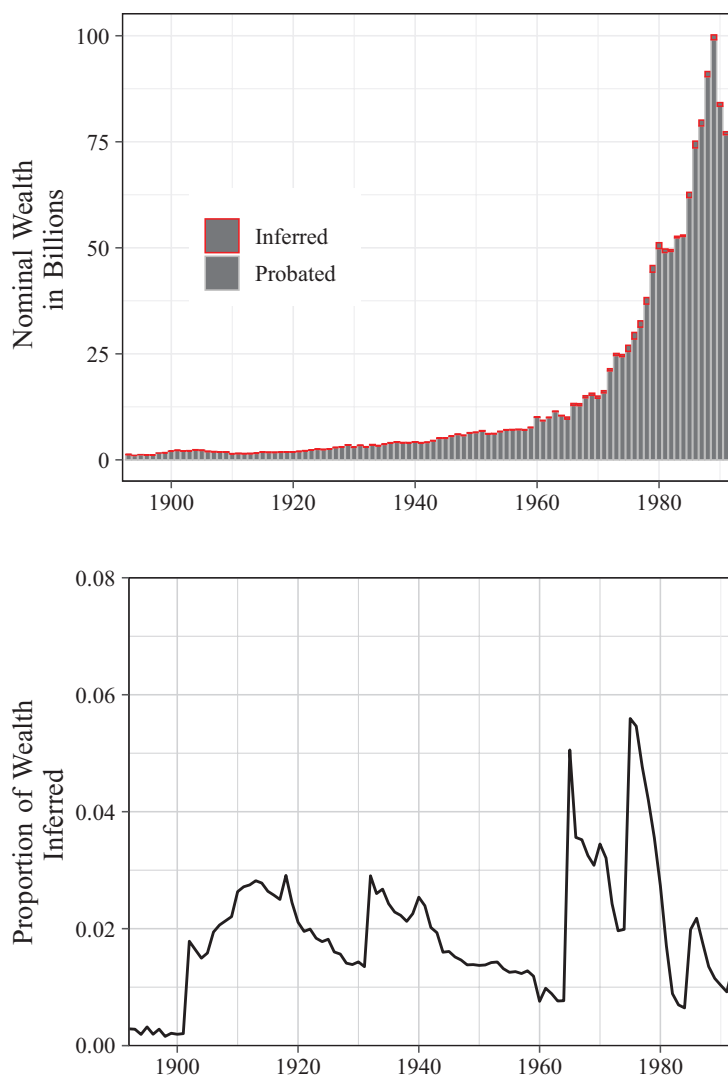 100
75
50
25
0
Nominal Wealth
in Billions
Inferred
Probated
1900 1920 1940 1960 1980
0.08
0.06
0.04
0.02
0.00
Proportion of Wealth
Inferred
1900 1920 1940 1960 1980